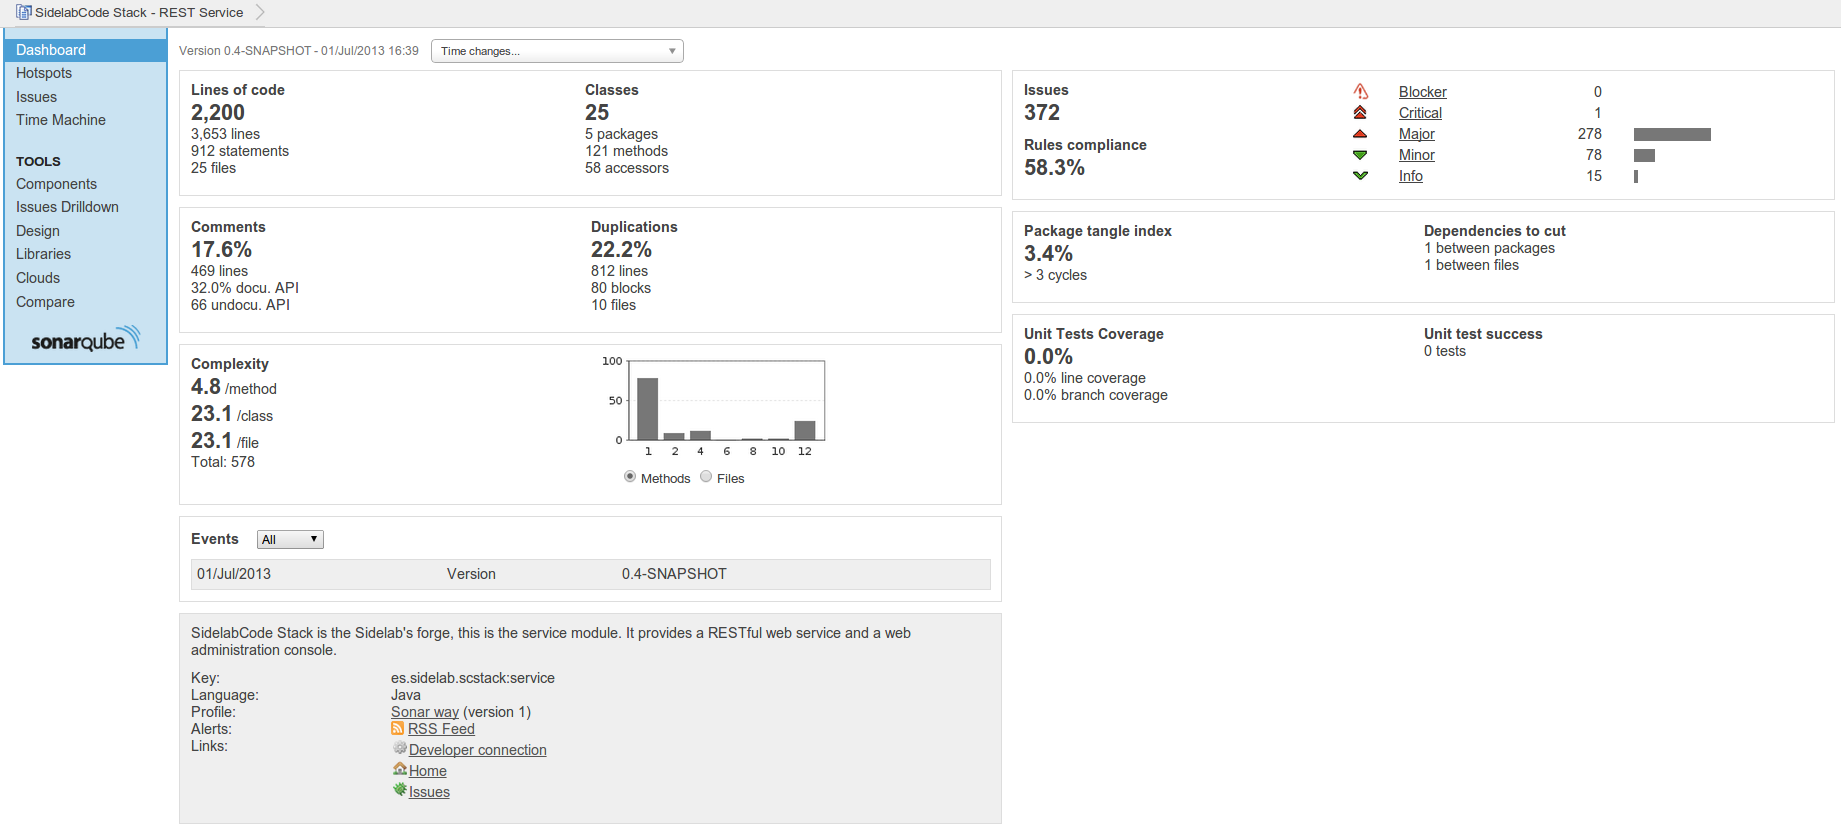 SidelabCode Stack - REST Service
Dashboard
Hotspots
Issues
Time Machine
TOOLS
Components
Issues Drilldown
Design
Libraries
Clouds
Compare
sonarqube
Version 0.4-SNAPSHOT - 01/Jul/2013 16:39 Time changes...
Lines of code
2,200
3,653 lines
912 statements
25 files
Classes
25
5 packages
121 methods
58 accessors
Comments
17.6%
469 lines
32.0% docu. API
66 undocu. API
Duplications
22.2%
812 lines
80 blocks
10 files
Complexity
4.8 /method
23.1 /class
23.1 /file
Total: 578
100
50
0
1 2 4 6 8 10 12
Methods Files
Events All
01/Jul/2013 Version 0.4-SNAPSHOT
SidelabCode Stack is the Sidelab's forge, this is the service module. It provides a RESTful web service and a web
administration console.
Key: es.sidelab.scstack:service
Language: Java
Profile: Sonar way (version 1)
Alerts: RSS Feed
Links: Developer connection
Home
Issues
Issues
372
Rules compliance
58.3%
Blocker 0
Critical 1
Major 278
Minor 78
Info 15
Package tangle index
3.4%
> 3 cycles
Dependencies to cut
1 between packages
1 between files
Unit Tests Coverage
0.0%
0.0% line coverage
0.0% branch coverage
Unit test success
0 tests